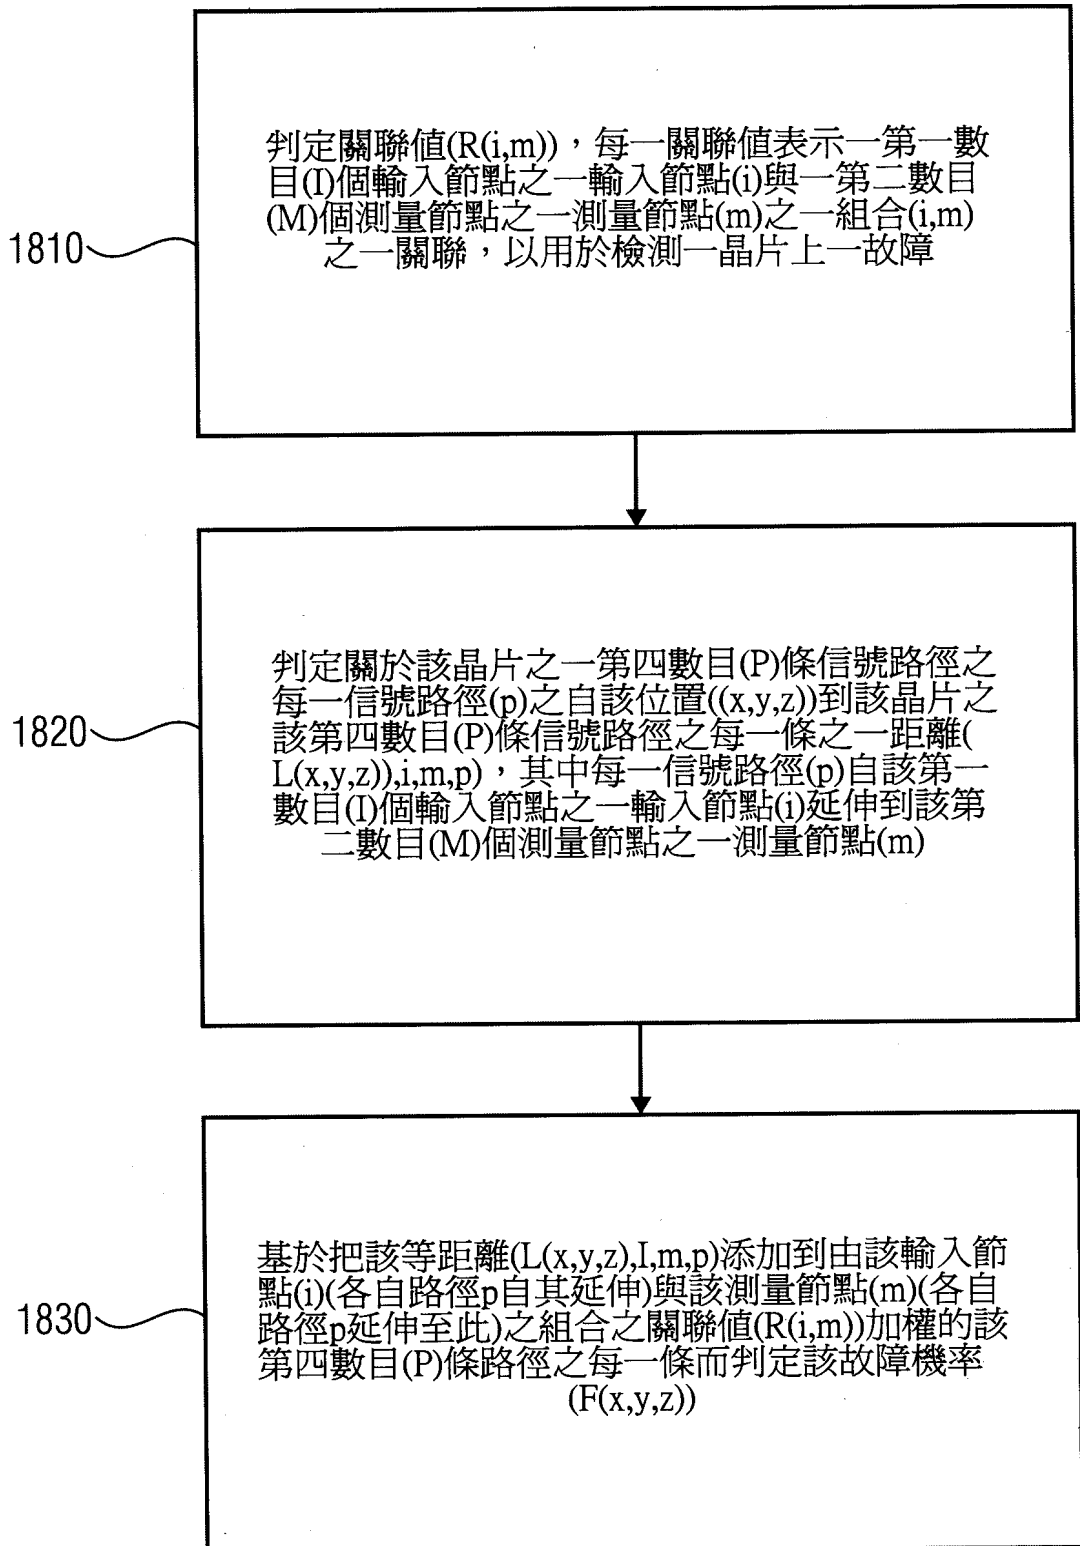 1810
判定關聯值(R(i,m))，每一關聯值表示一第一數
目(I)個輸入節點之一輸入節點(i)與一第二數目
(M)個測量節點之一測量節點(m)之一組合(i,m)
之一關聯，以用於檢測一晶片上一故障
1820
判定關於該晶片之一第四數目(P)條信號路徑之
每一信號路徑(p)之自該位置((x,y,z))到該晶片之
該第四數目(P)條信號路徑之每一條之一距離(
L(x,y,z)),i,m,p)，其中每一信號路徑(p)自該第一
數目(I)個輸入節點之一輸入節點(i)延伸到該第
二數目(M)個測量節點之一測量節點(m)
1830
基於把該等距離(L(x,y,z),I,m,p)添加到由該輸入節
點(i)(各自路徑p自其延伸)與該測量節點(m)(各自
路徑p延伸至此)之組合之關聯值(R(i,m))加權的該
第四數目(P)條路徑之每一條而判定該故障機率
(F(x,y,z))